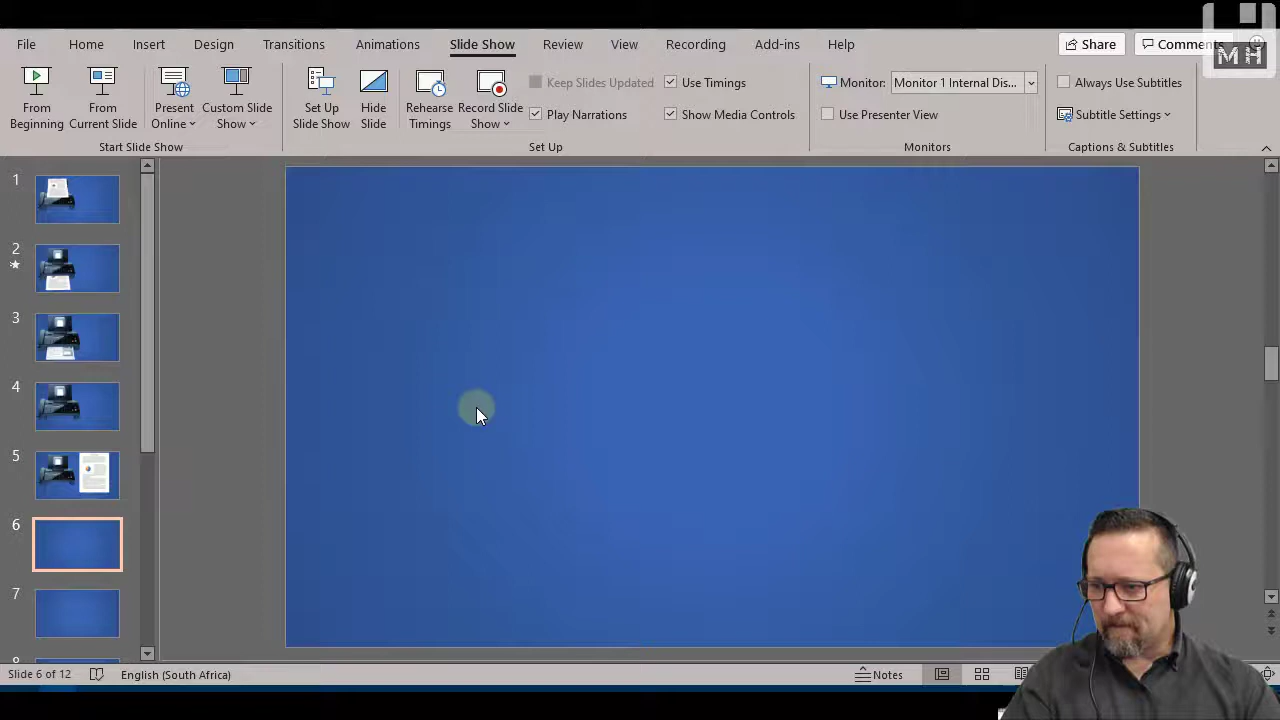 MH
File Home Insert Design Transitions Animations Slide Show Review View Recording Add-ins Help Share
From Beginning
From Current Slide
Present Online
Custom Slide Show
Start Slide Show
Set Up Slide Show
Hide Slide
Rehearse Timings
Record Slide Show
Keep Slides Updated
Use Timings
Play Narrations
Show Media Controls
Set Up
Monitor: Monitor 1 Internal Dis...
Use Presenter View
Monitors
Always Use Subtitles
Subtitle Settings
Captions & Subtitles
1
2
3
4
5
6
7
Slide 6 of 12 English (South Africa) Notes